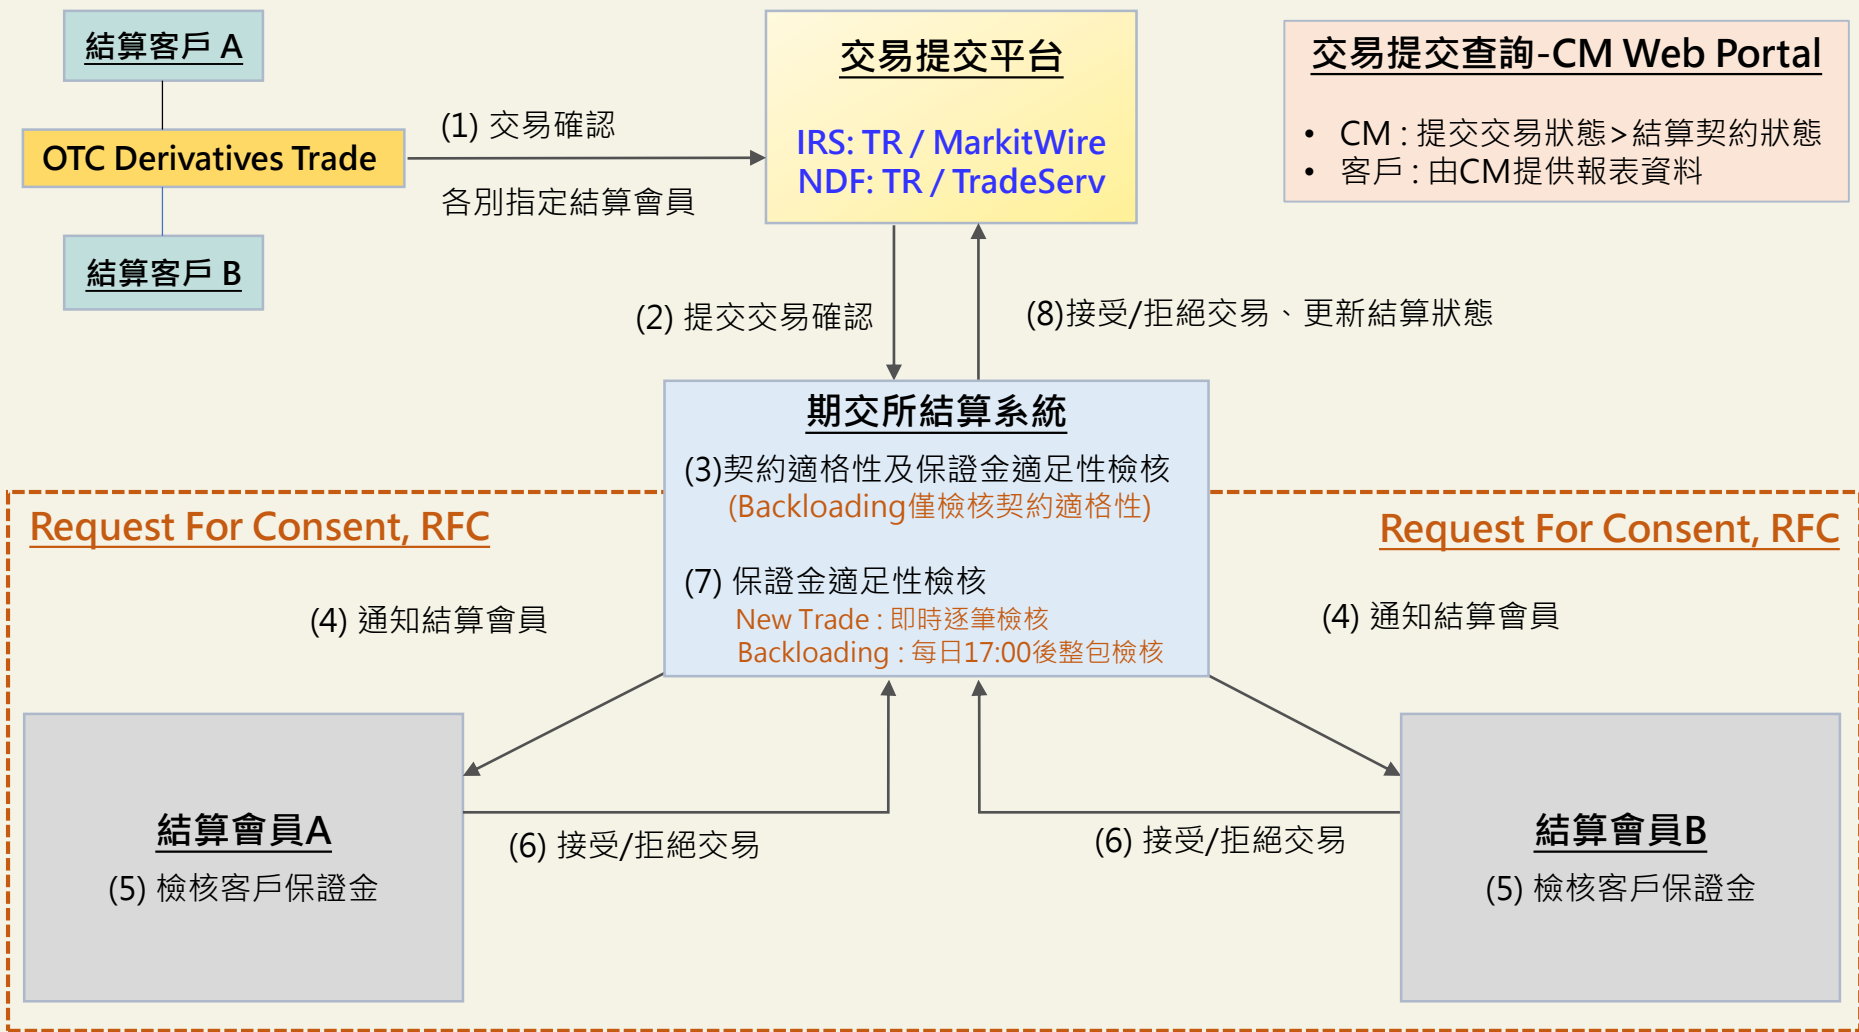 結算客戶 A
OTC Derivatives Trade
結算客戶 B
(1) 交易確認
各別指定結算會員
交易提交平台
IRS: TR / MarkitWire
NDF: TR / TradeServ
交易提交查詢-CM Web Portal
• CM : 提交交易狀態>結算契約狀態
• 客戶 : 由CM提供報表資料
(2) 提交交易確認
(8)接受/拒絕交易、更新結算狀態
期交所結算系統
(3)契約適格性及保證金適足性檢核
(Backloading僅檢核契約適格性)
(7) 保證金適足性檢核
New Trade : 即時逐筆檢核
Backloading : 每日17:00後整包檢核
Request For Consent, RFC
Request For Consent, RFC
(4) 通知結算會員
(4) 通知結算會員
結算會員A
(5) 檢核客戶保證金
(6) 接受/拒絕交易
(6) 接受/拒絕交易
結算會員B
(5) 檢核客戶保證金